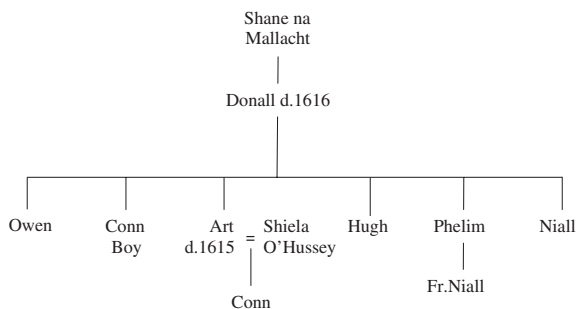 Shane na
Mallacht
Donall d.1616
Owen
Conn
Boy
Art
d.1615
=
Shiela
O'Hussey
Hugh
Phelim
Niall
Conn
Fr.Niall